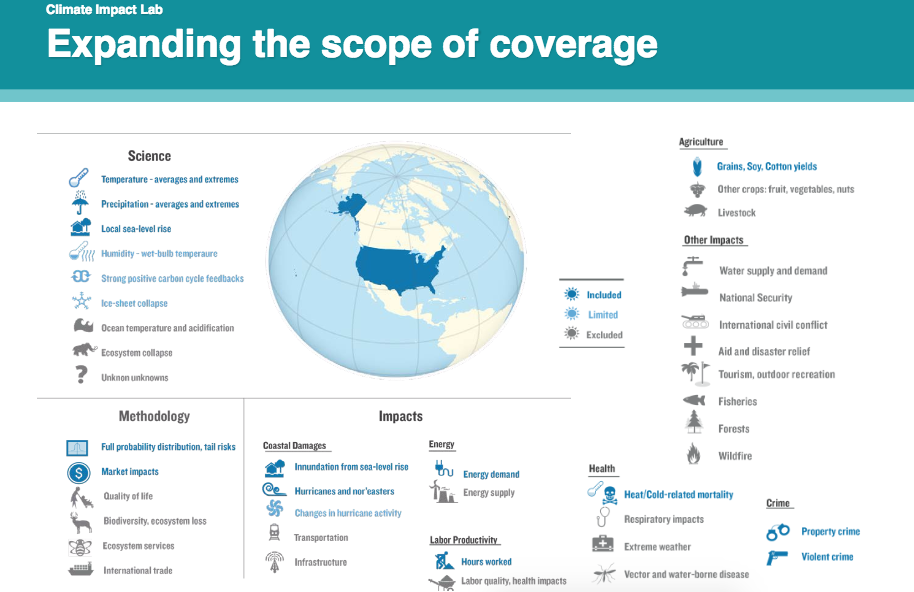 Climate Impact Lab
Expanding the scope of coverage
Science
Temperature - averages and extremes
Precipitation - averages and extremes
Local sea-level rise
Humidity - wet-bulb temperaure
Strong positive carbon cycle feedbacks
Ice-sheet collapse
Ocean temperature and acidification
Ecosystem collapse
?
Unknon unknowns
Included
Limited
Excluded
Methodology
Full probability distribution, tail risks
$
Market impacts
Quality of life
Biodiversity, ecosystem loss
Ecosystem services
International trade
Impacts
Coastal Damages
Innundation from sea-level rise
Hurricanes and nor'easters
Changes in hurricane activity
Transportation
Infrastructure
Energy
Energy demand
Energy supply
Labor Productivity
Hours worked
Labor quality, health impacts
Health
Heat/Cold-related mortality
Respiratory impacts
Extreme weather
Vector and water-borne disease
Crime
Property crime
Violent crime
Agriculture
Grains, Soy, Cotton yields
Other crops: fruit, vegetables, nuts
Livestock
Other Impacts
Water supply and demand
National Security
International civil conflict
Aid and disaster relief
Tourism, outdoor recreation
Fisheries
Forests
Wildfire